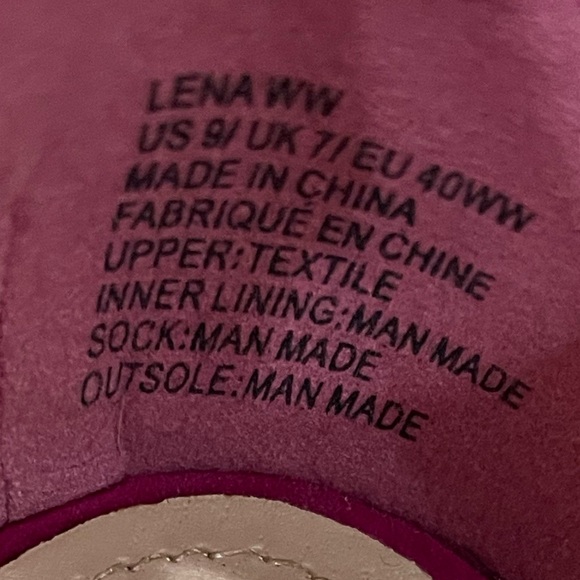 LENA WW
US 9/ UK 7/ EU 40WW
MADE IN CHINA
FABRIQUÉ EN CHINE
UPPER:TEXTILE
INNER LINING:MAN MADE
SOCK:MAN MADE
OUTSOLE:MAN MADE